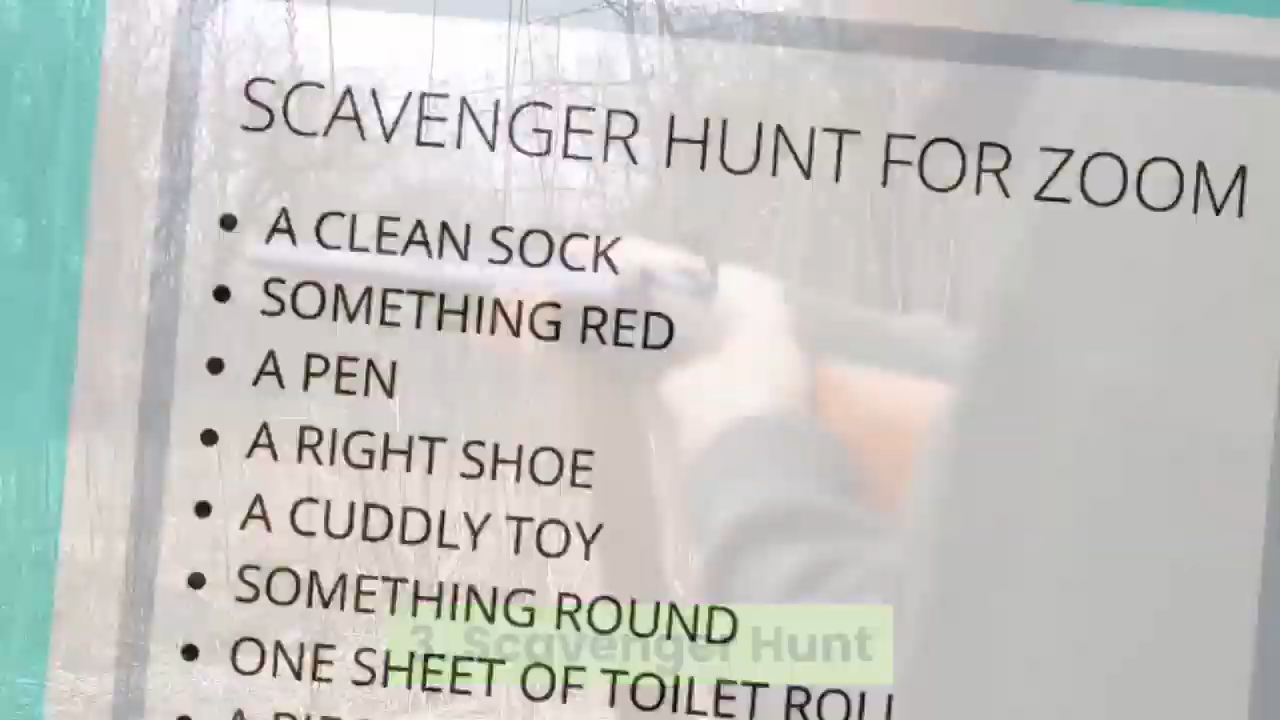 SCAVENGER HUNT FOR ZOOM
• A CLEAN SOCK
• SOMETHING RED
• A PEN
• A RIGHT SHOE
• A CUDDLY TOY
• SOMETHING ROUND
3. Scavenger Hunt
• ONE SHEET OF TOILET ROLL